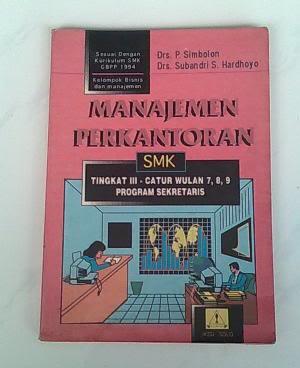 Sesuai Dengan
Kurikulum SMK
GBPP 1994
Kelompok Bisnis
dan manajemen
Drs. P. Simbolon
Drs. Subandri S. Hardhoyo
MANAJEMEN
PERKANTORAN
SMK
TINGKAT III - CATUR WULAN 7, 8, 9
PROGRAM SEKRETARIS